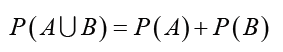 P(A∪B) = P(A) + P(B)